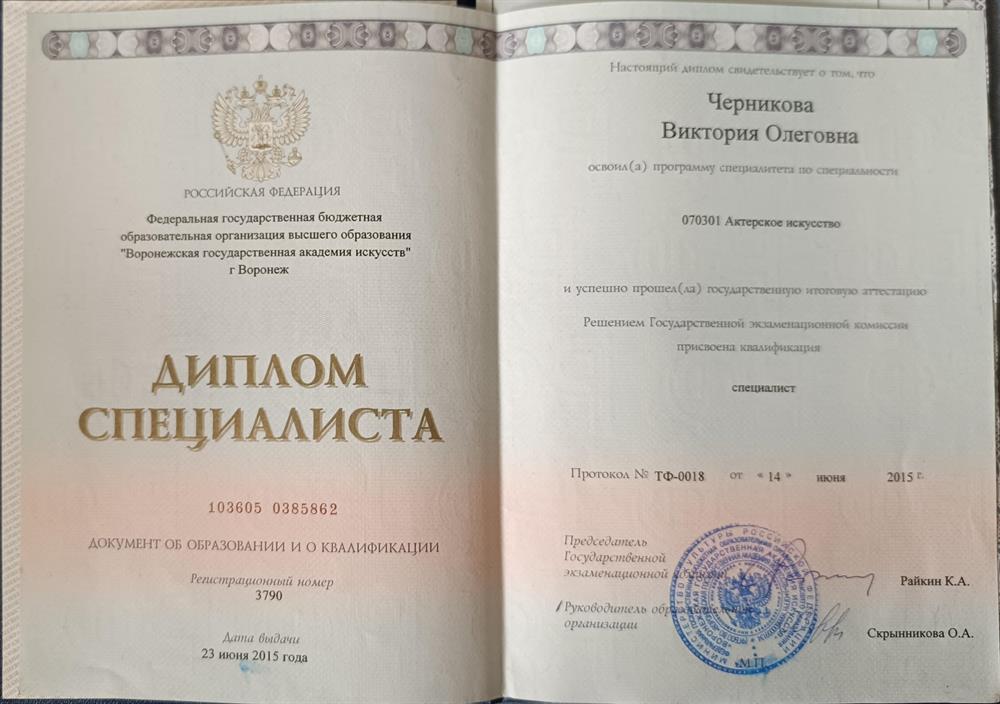 РОССИЙСКАЯ ФЕДЕРАЦИЯ
Федеральная государственная бюджетная
образовательная организация высшего образования
"Воронежская государственная академия искусств"
г Воронеж
ДИПЛОМ
СПЕЦИАЛИСТА
103605 0385862
ДОКУМЕНТ ОБ ОБРАЗОВАНИИ И О КВАЛИФИКАЦИИ
Регистрационный номер
3790
Дата выдачи
23 июня 2015 года
Настоящий диплом свидетельствует о том, что
Черникова
Виктория Олеговна
освоил(а) программу специалитета по специальности
070301 Актерское искусство
и успешно прошел(ла) государственную итоговую аттестацию
Решением Государственной экзаменационной комиссии
присвоена квалификация
специалист
Протокол № ТФ-0018 от « 14 » июня 2015 г.
Председатель
Государственной
экзаменационной
Райкин К.А.
Руководитель
организации
Скрынникова О.А.
М.П.